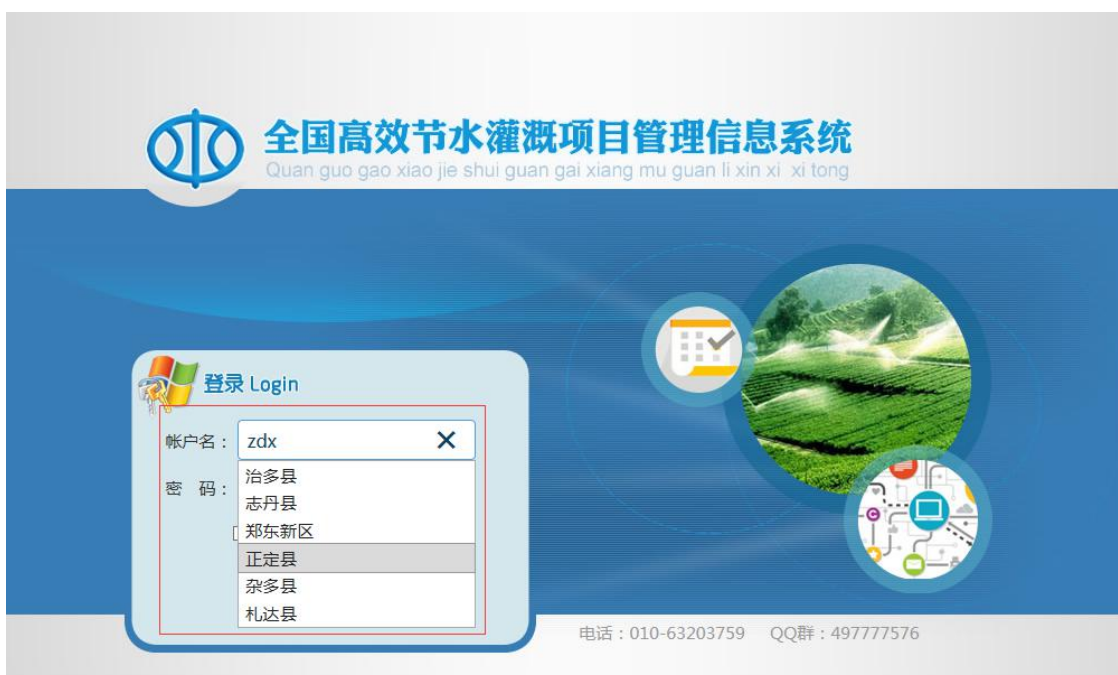 全国高效节水灌溉项目管理信息系统
Quan guo gao xiao jie shui guan gai xiang mu guan li xin xi xi tong
登录 Login
帐户名： zdx
密 码：
治多县
志丹县
郑东新区
正定县
杂多县
札达县
电话：010-63203759 QQ群：497777576